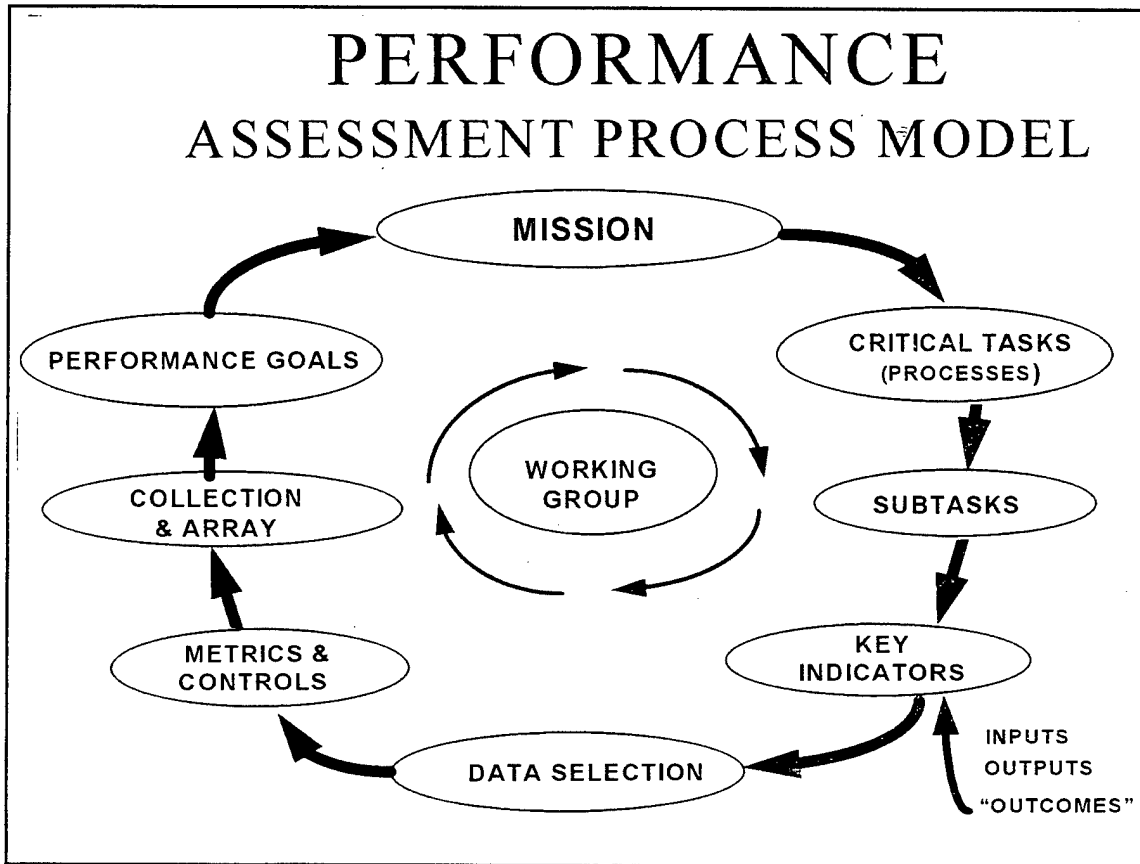 PERFORMANCE
ASSESSMENT PROCESS MODEL
MISSION
CRITICAL TASKS
(PROCESSES)
SUBTASKS
KEY
INDICATORS
INPUTS
OUTPUTS
“OUTCOMES”
DATA SELECTION
METRICS &
CONTROLS
COLLECTION
& ARRAY
PERFORMANCE GOALS
WORKING
GROUP